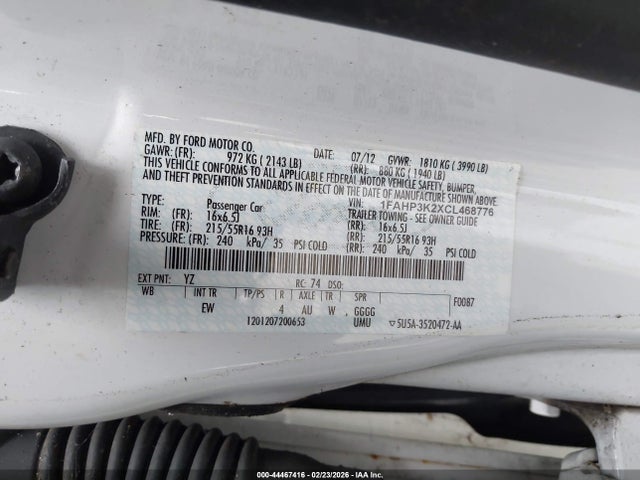 MFD. BY FORD MOTOR CO. DATE: 07/12 GVWR: 1810 KG ( 3990 LB)
GAWR: (FR): 972 KG ( 2143 LB) (RR): 880 KG ( 1940 LB)
THIS VEHICLE CONFORMS TO ALL APPLICABLE FEDERAL MOTOR VEHICLE SAFETY, BUMPER,
AND THEFT PREVENTION STANDARDS IN EFFECT ON THE DATE OF MANUFACTURE SHOWN ABOVE.
VIN: 1FAHP3K2XCL468776
TYPE: Passenger Car TRAILER TOWING - SEE OWNER GUIDE
RIM: (FR): 16x6.5J (RR): 16x6.5J
TIRE: (FR): 215/55R16 93H (RR): 215/55R16 93H
PRESSURE: (FR): 240 kPa/ 35 PSI COLD (RR): 240 kPa/ 35 PSI COLD
EXT PNT: YZ RC: 74 DSO: F0087
WB INT TR TP/PS R AXLE TR SPR
EW 4 AU W . GGGG
1201207200653 UMU ▽5U5A-3520472-AA
000-44467416 - 02/23/2026 - IAA Inc.